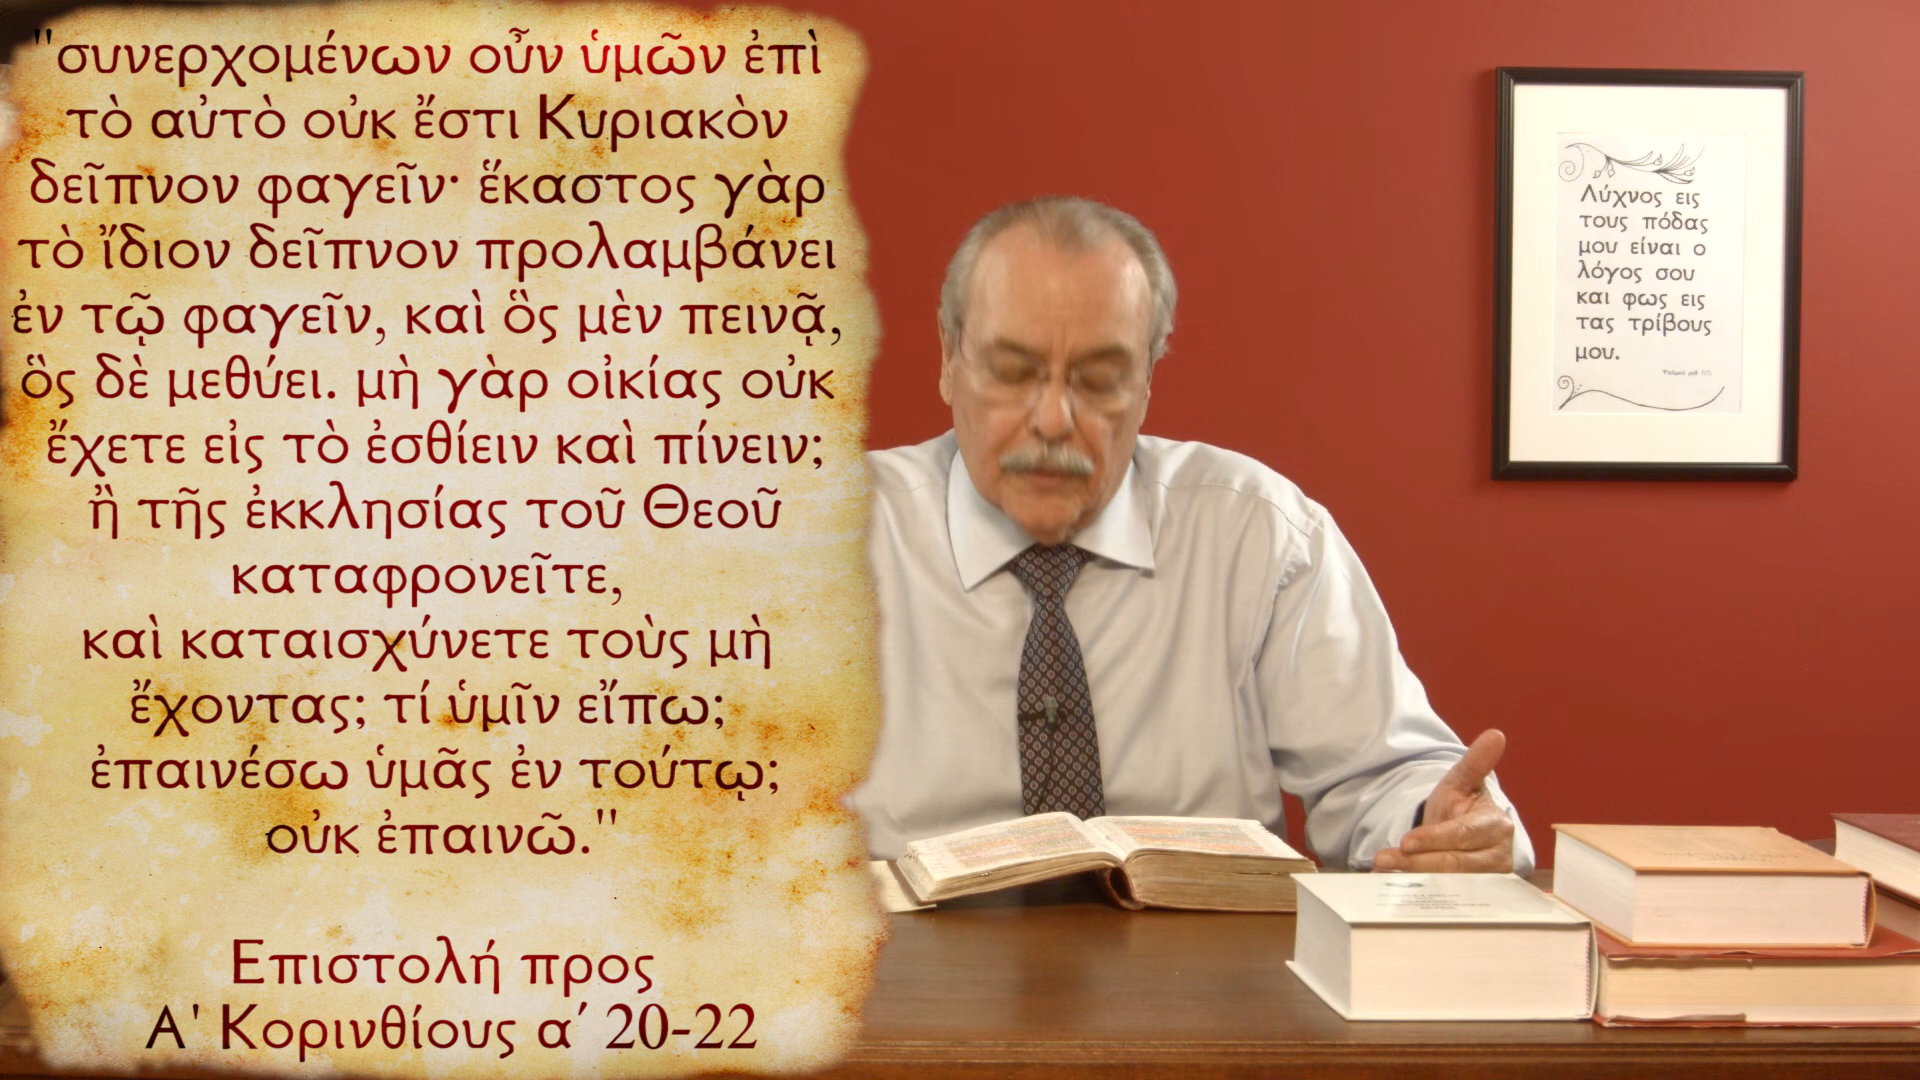 "συνερχομένων οὖν ὑμῶν ἐπὶ
τὸ αὐτὸ οὐκ ἔστι Κυριακὸν
δεῖπνον φαγεῖν· ἕκαστος γὰρ
τὸ ἴδιον δεῖπνον προλαμβάνει
ἐν τῷ φαγεῖν, καὶ ὃς μὲν πεινᾷ,
ὃς δὲ μεθύει. μὴ γὰρ οἰκίας οὐκ
ἔχετε εἰς τὸ ἐσθίειν καὶ πίνειν;
ἢ τῆς ἐκκλησίας τοῦ Θεοῦ
καταφρονεῖτε,
καὶ καταισχύνετε τοὺς μὴ
ἔχοντας; τί ὑμῖν εἴπω;
ἐπαινέσω ὑμᾶς ἐν τούτῳ;
οὐκ ἐπαινῶ."
Επιστολή προς
Α' Κορινθίους α΄ 20-22
Λύχνος εις
τους πόδας
μου είναι ο
λόγος σου
και φως εις
τας τρίβους
μου.